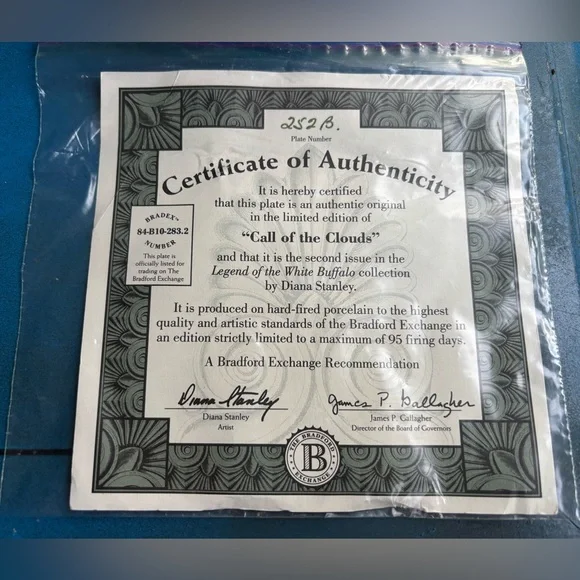 252B.
Plate Number
Certificate of Authenticity
It is hereby certified
that this plate is an authentic original
in the limited edition of
“Call of the Clouds”
and that it is the second issue in the
Legend of the White Buffalo collection
by Diana Stanley.
BRADEX™
84-B10-283.2
NUMBER
This plate is
officially listed for
trading on The
Bradford Exchange
It is produced on hard-fired porcelain to the highest
quality and artistic standards of the Bradford Exchange in
an edition strictly limited to a maximum of 95 firing days.
A Bradford Exchange Recommendation
Diana Stanley
Diana Stanley
Artist
James P. Gallagher
James P. Gallagher
Director of the Board of Governors
THE BRADFORD
B
EXCHANGE